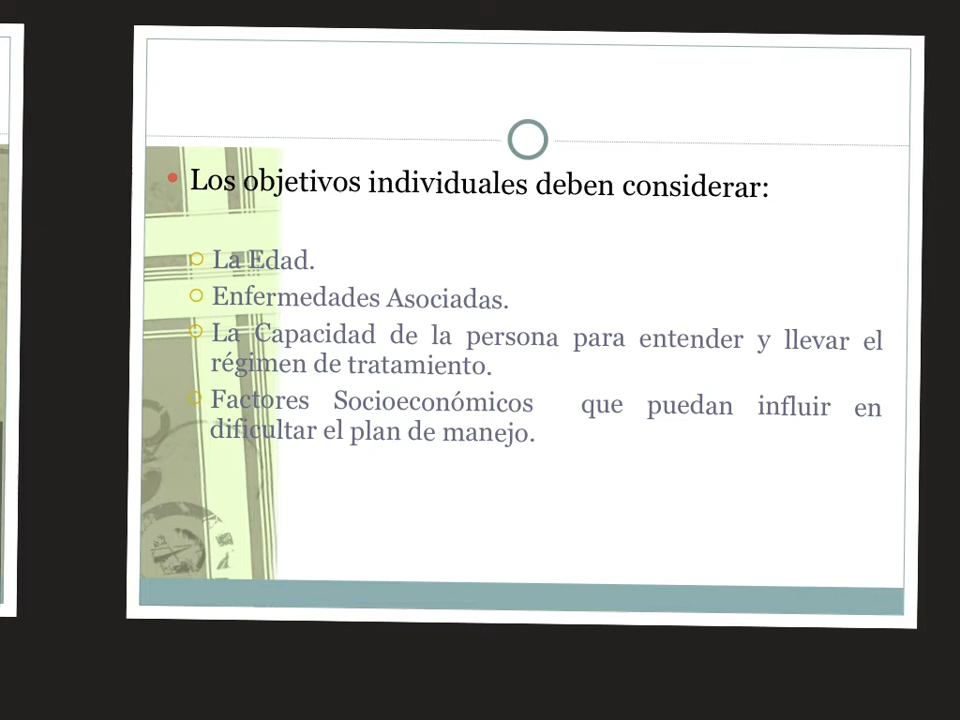 Los objetivos individuales deben considerar:
La Edad.
Enfermedades Asociadas.
La Capacidad de la persona para entender y llevar el
régimen de tratamiento.
Factores Socioeconómicos que puedan influir en
dificultar el plan de manejo.